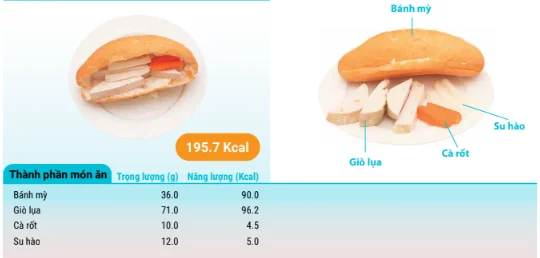 Bánh mỳ
Su hào
195.7 Kcal
Cà rốt
Giò lụa
Thành phần món ăn Trọng lượng (g) Năng lượng (Kcal)
Bánh mỳ 36.0 90.0
Giò lụa 71.0 96.2
Cà rốt 10.0 4.5
Su hào 12.0 5.0